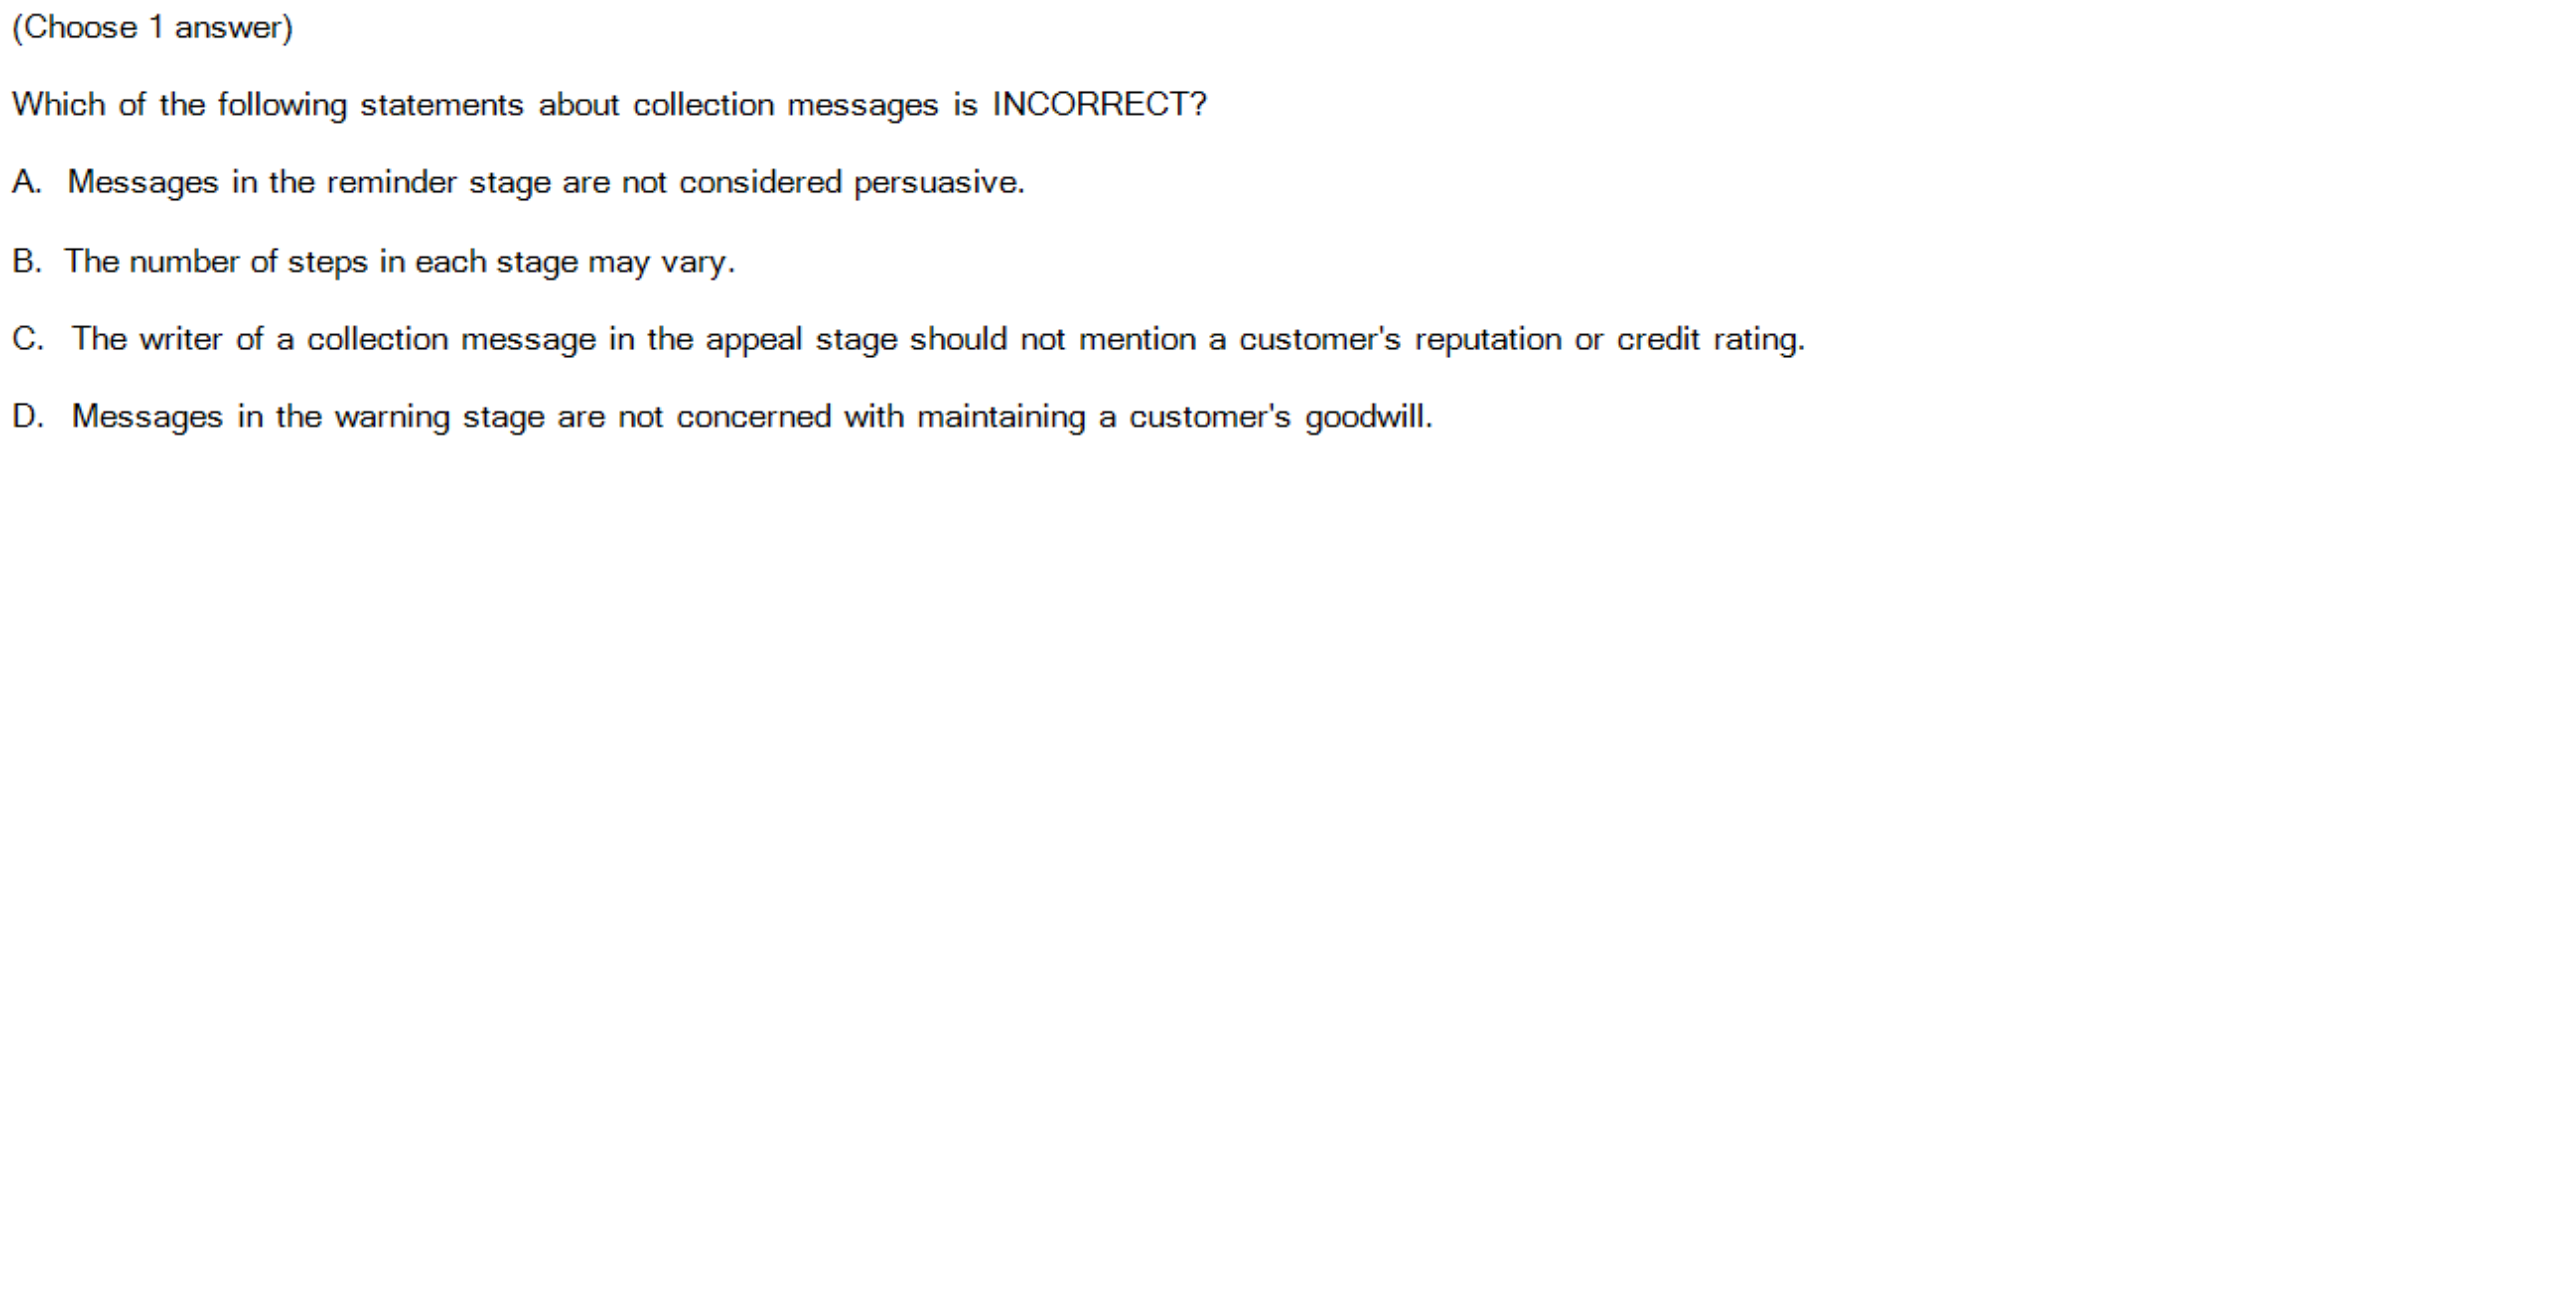 (Choose 1 answer)
Which of the following statements about collection messages is INCORRECT?
A. Messages in the reminder stage are not considered persuasive.
B. The number of steps in each stage may vary.
C. The writer of a collection message in the appeal stage should not mention a customer's reputation or credit rating.
D. Messages in the warning stage are not concerned with maintaining a customer's goodwill.